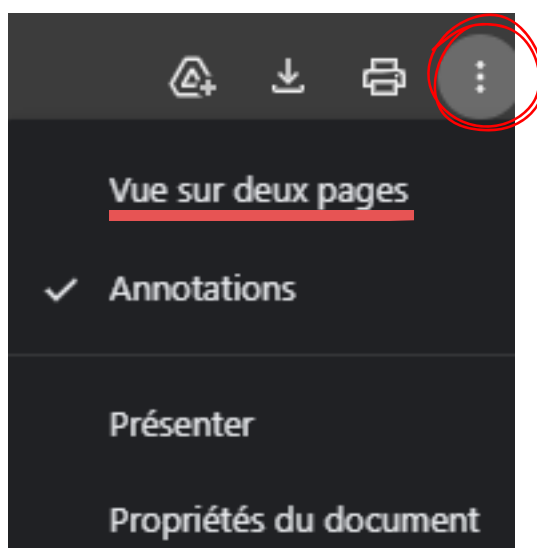 Vue sur deux pages
Annotations
Présenter
Propriétés du document